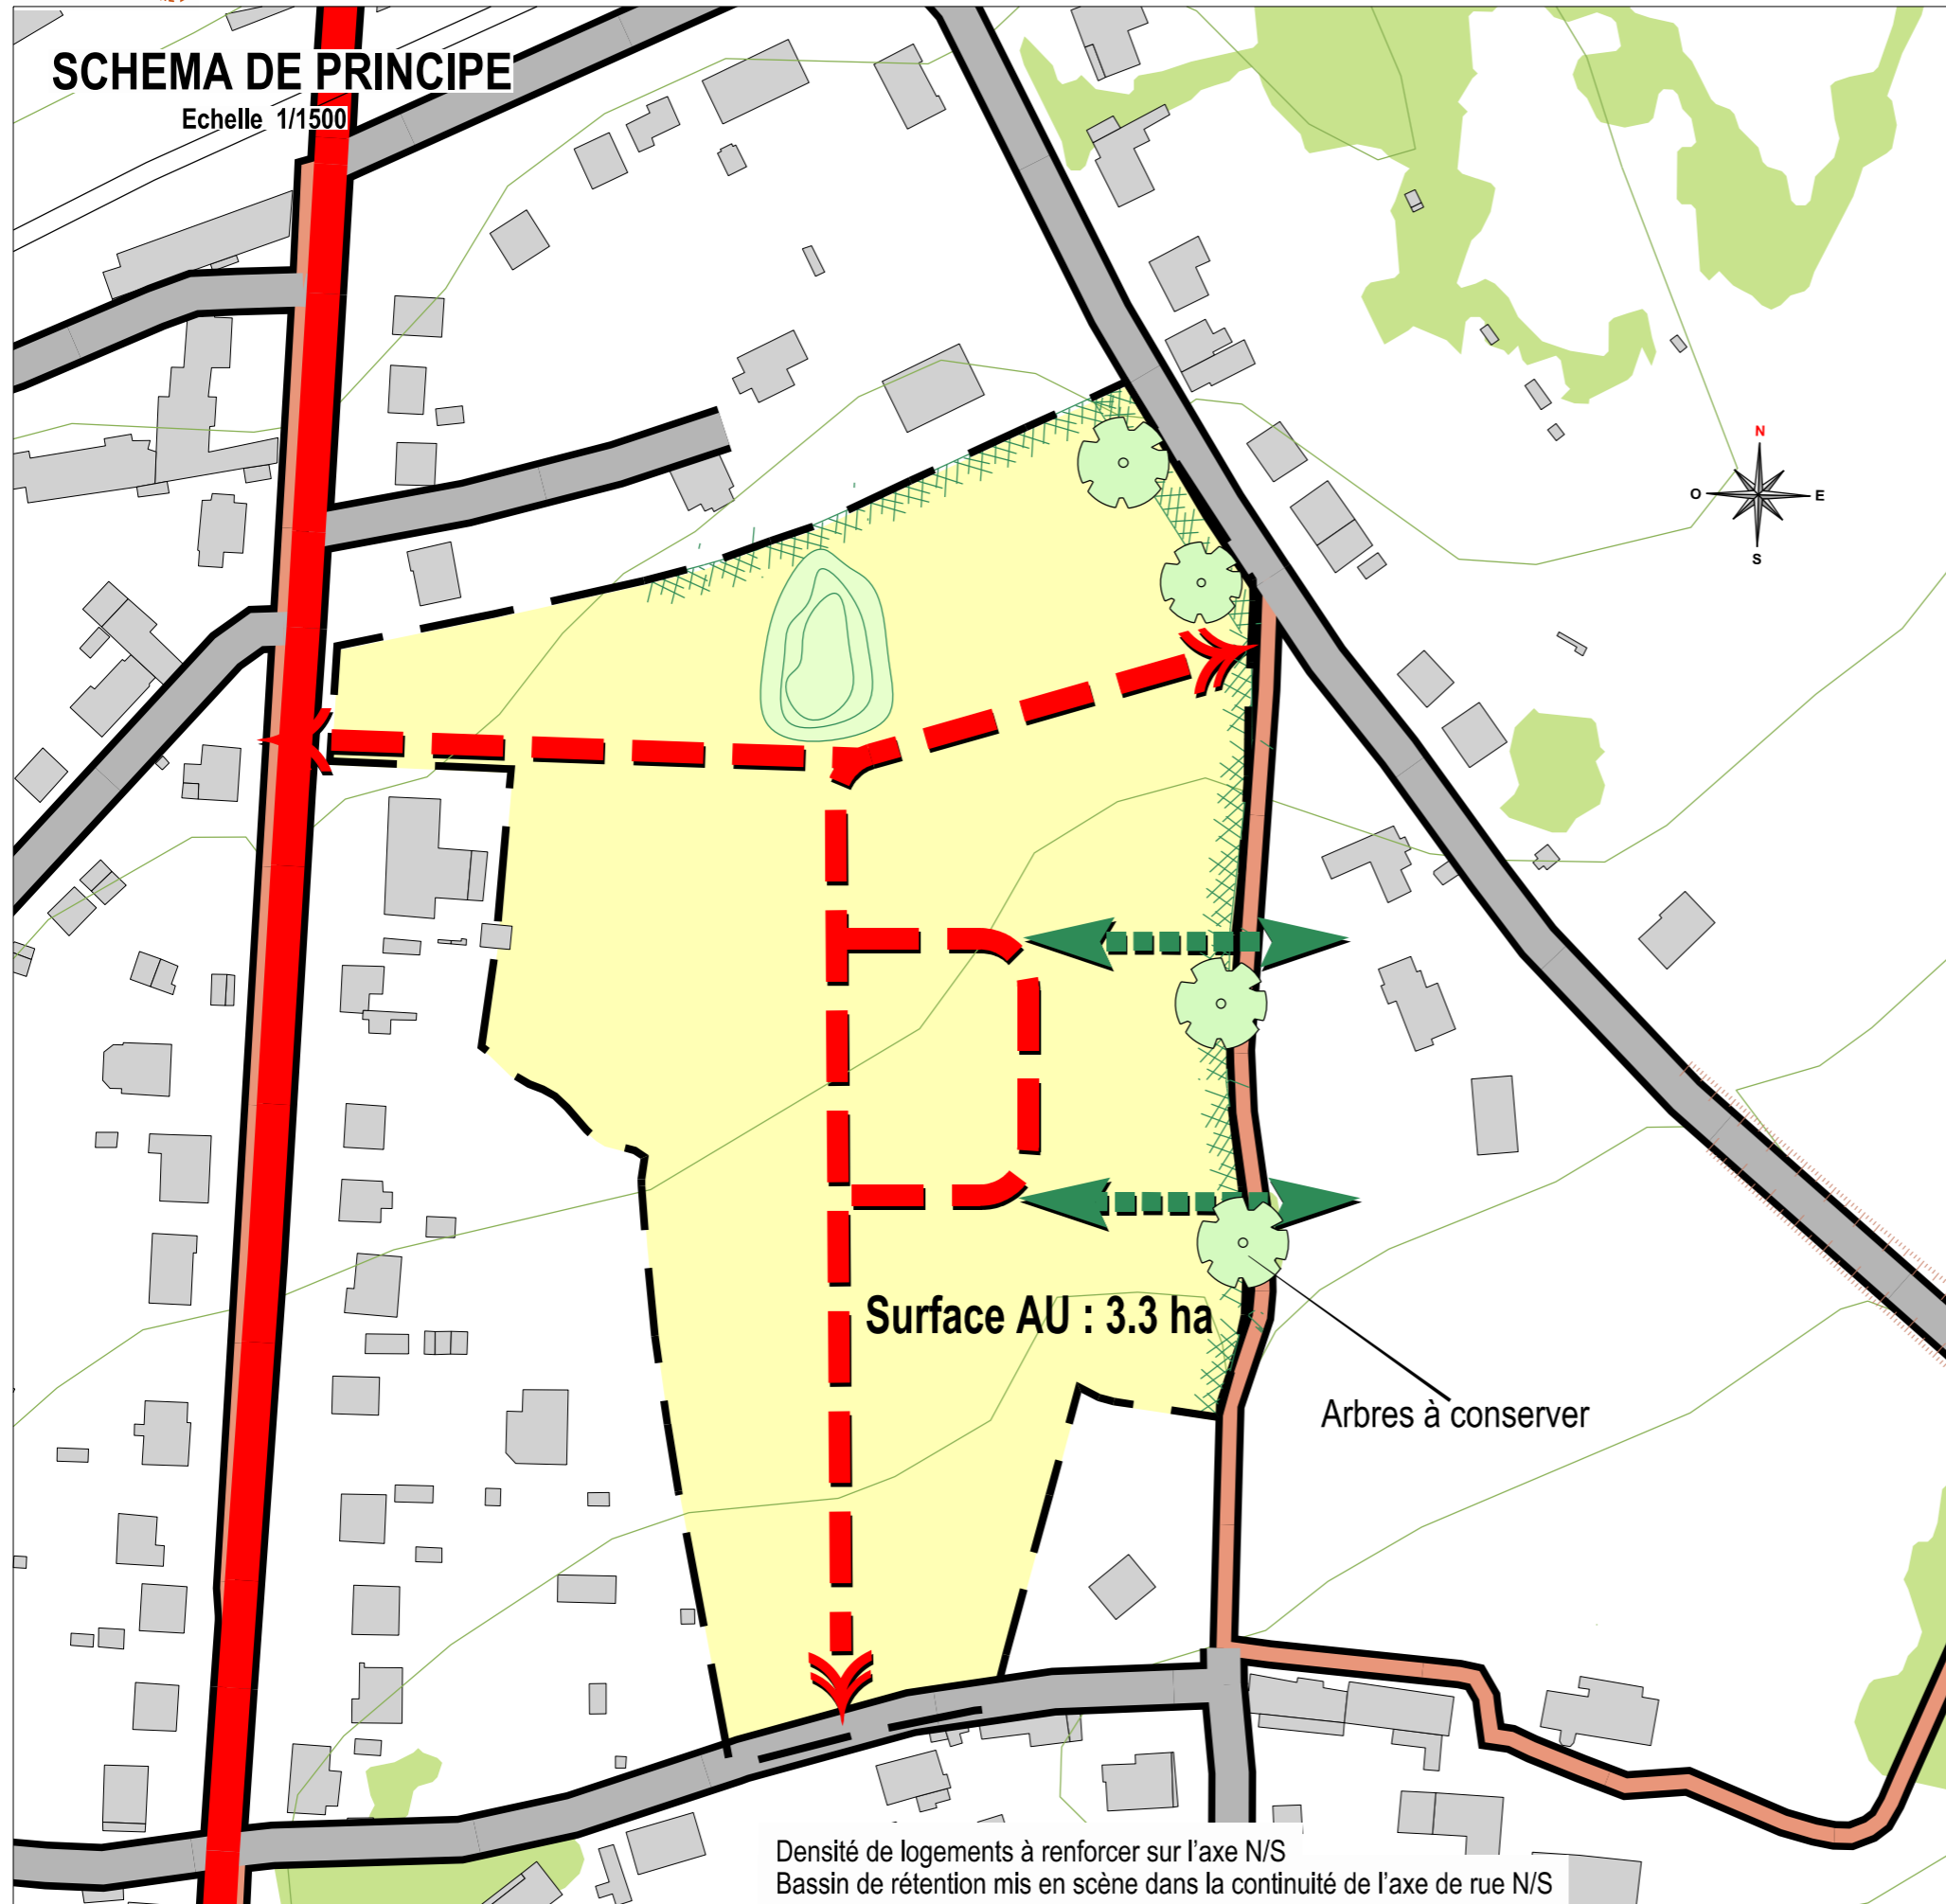 SCHEMA DE PRINCIPE
Echelle 1/1500
N
O
E
S
Surface AU : 3.3 ha
Arbres à conserver
Densité de logements à renforcer sur l'axe N/S
Bassin de rétention mis en scène dans la continuité de l'axe de rue N/S